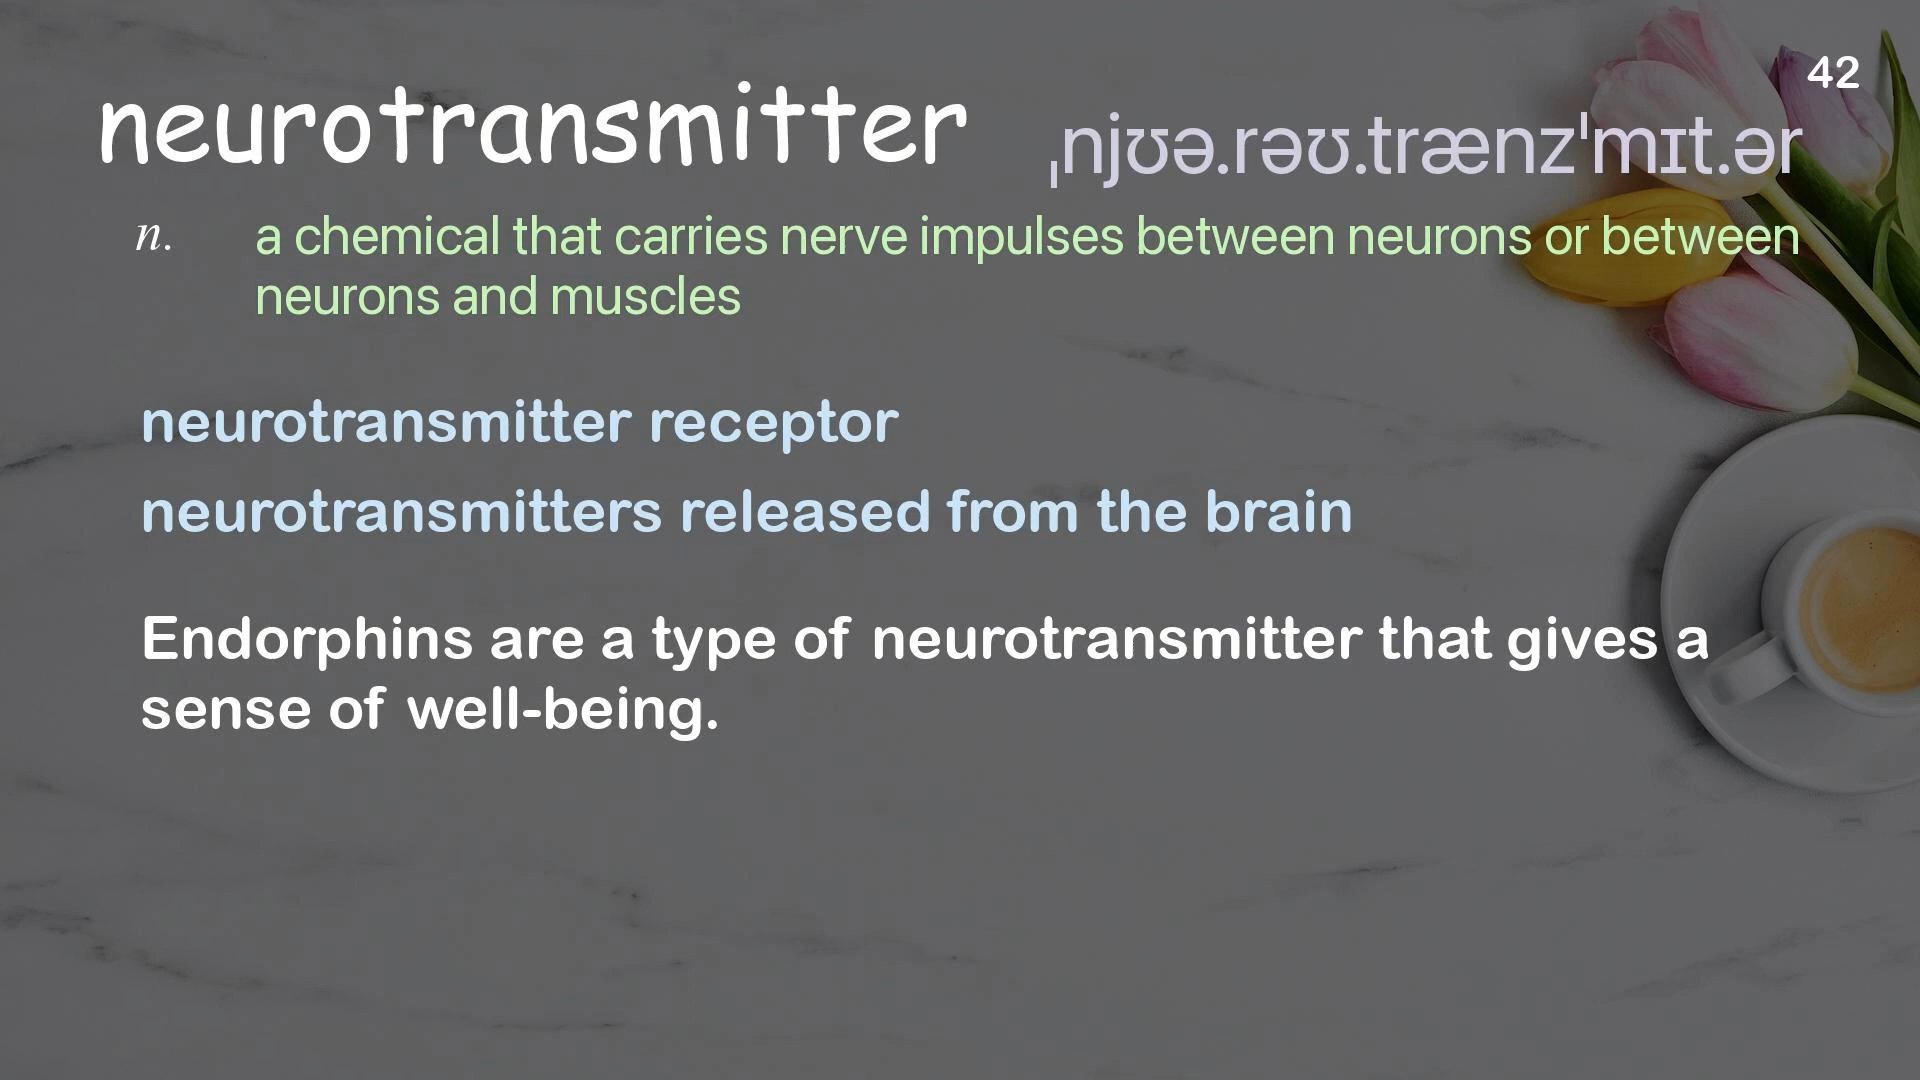 42
neurotransmitter ˌnjʊə.rəʊ.trænzˈmɪt.ər
n. a chemical that carries nerve impulses between neurons or between
neurons and muscles
neurotransmitter receptor
neurotransmitters released from the brain
Endorphins are a type of neurotransmitter that gives a
sense of well-being.